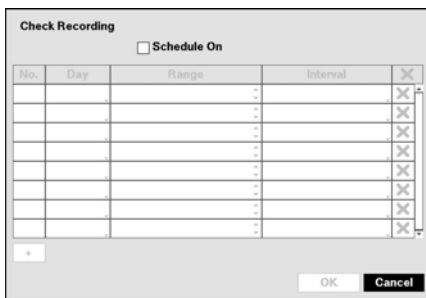 Check Recording
Schedule On
No. Day Range Interval
+
OK Cancel